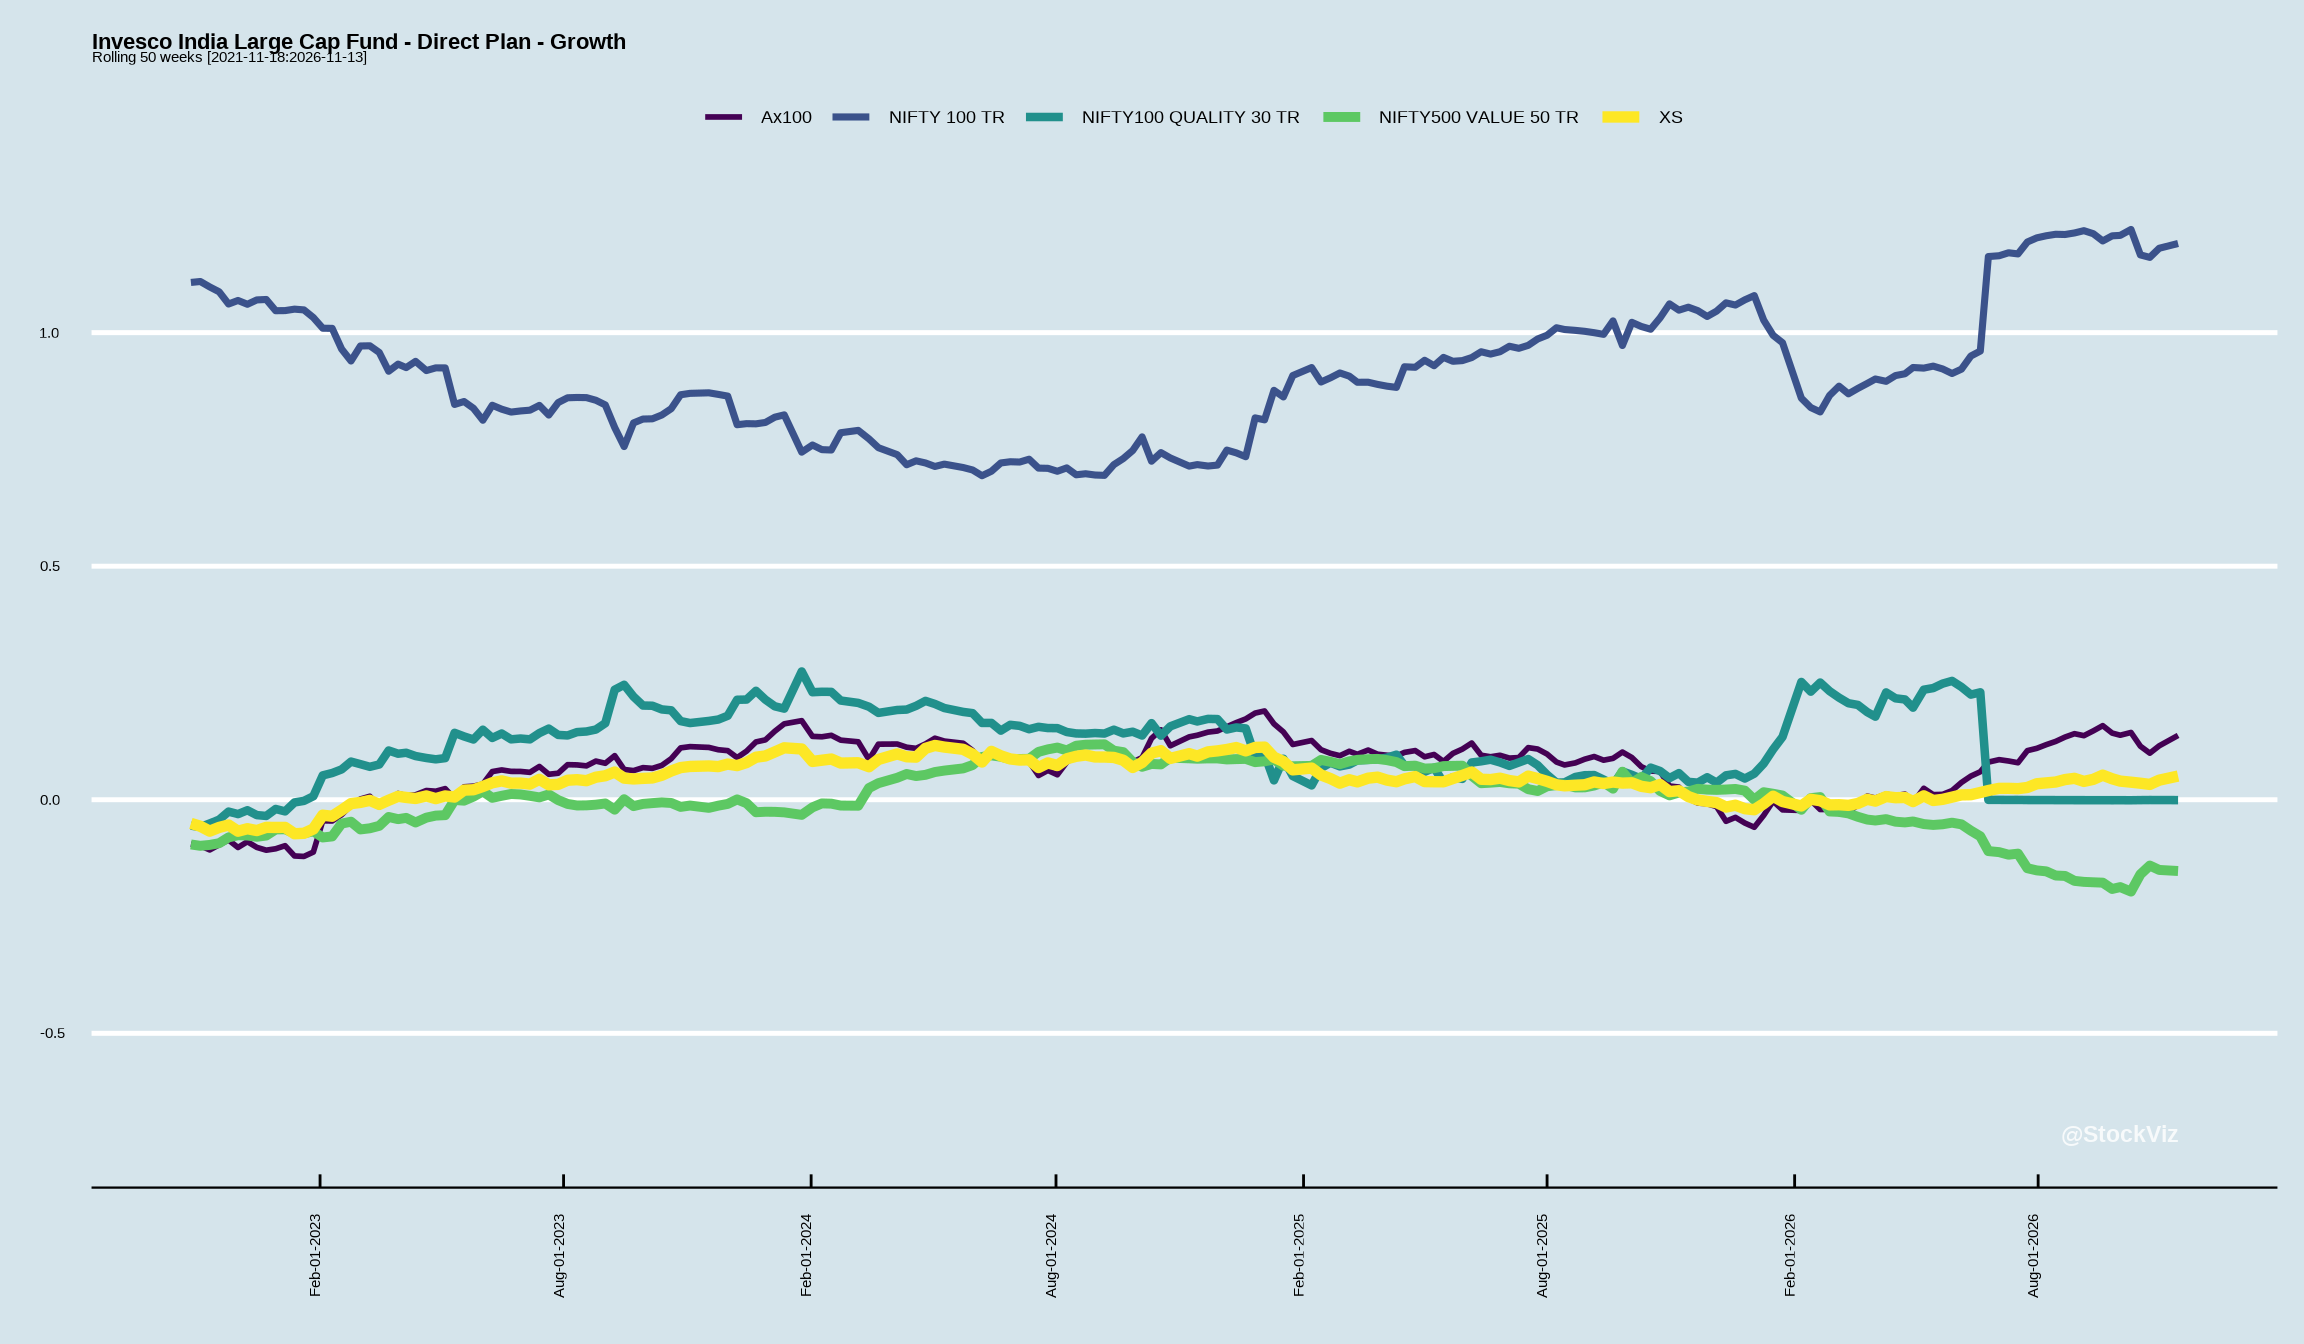 Invesco India Large Cap Fund - Direct Plan - Growth
Rolling 50 weeks [2021-11-18:2026-11-13]
Ax100 NIFTY 100 TR NIFTY100 QUALITY 30 TR NIFTY500 VALUE 50 TR XS
1.0
0.5
0.0
-0.5
@StockViz
Feb-01-2023
Aug-01-2023
Feb-01-2024
Aug-01-2024
Feb-01-2025
Aug-01-2025
Feb-01-2026
Aug-01-2026